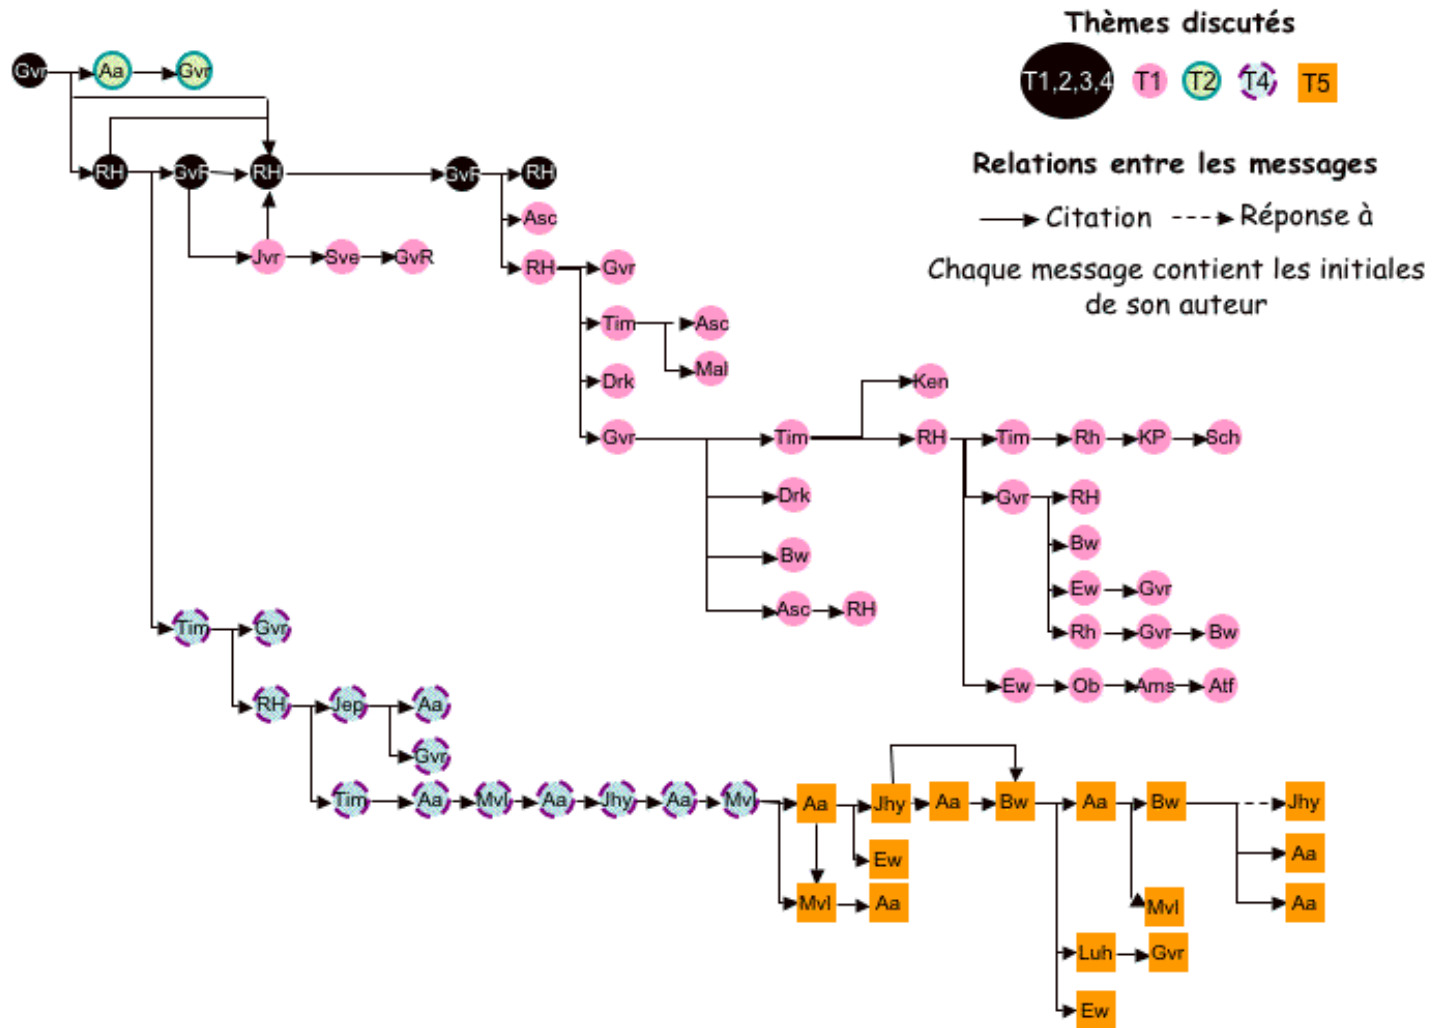 Thèmes discutés
T1,2,3,4 T1 T2 T4 T5
Relations entre les messages
Citation Réponse à
Chaque message contient les initiales
de son auteur
Gvr Aa Gvr
RH GvR RH GvR RH
Asc
Jvr Sve GvR
RH Gvr
Tim Asc
Mal
Drk Ken
Gvr Tim RH Tim Rh KP Sch
Drk Gvr RH
Bw Bw
Ew Gvr
Asc RH
Rh Gvr Bw
Tim Gvr
Ew Ob Ams Atf
RH Jep Aa
Gvr
Tim Aa Mvl Aa Jhy Aa Mvl Aa Jhy Aa Bw Aa Bw Jhy
Ew Aa
Mvl Aa Mvl Aa
Luh Gvr
Ew